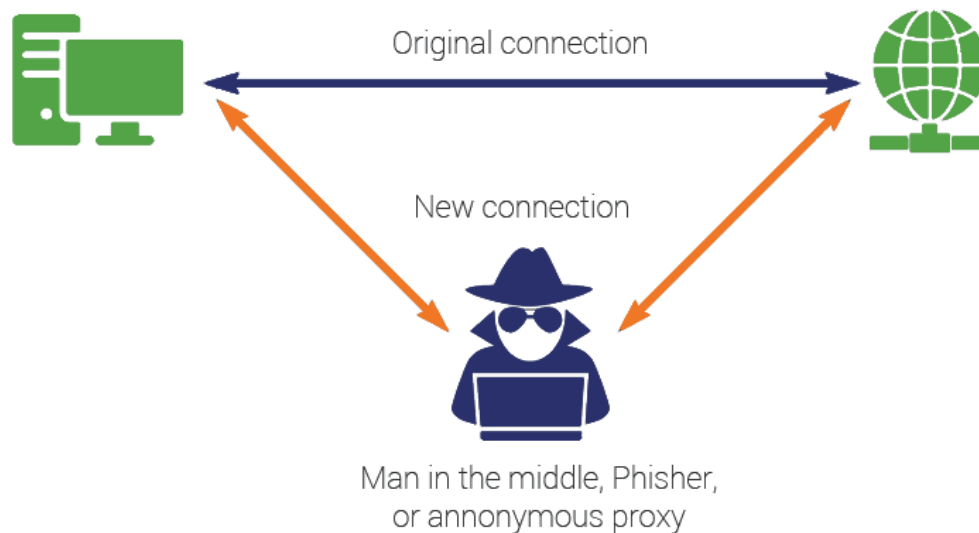 Original connection
New connection
Man in the middle, Phisher,
or annonymous proxy